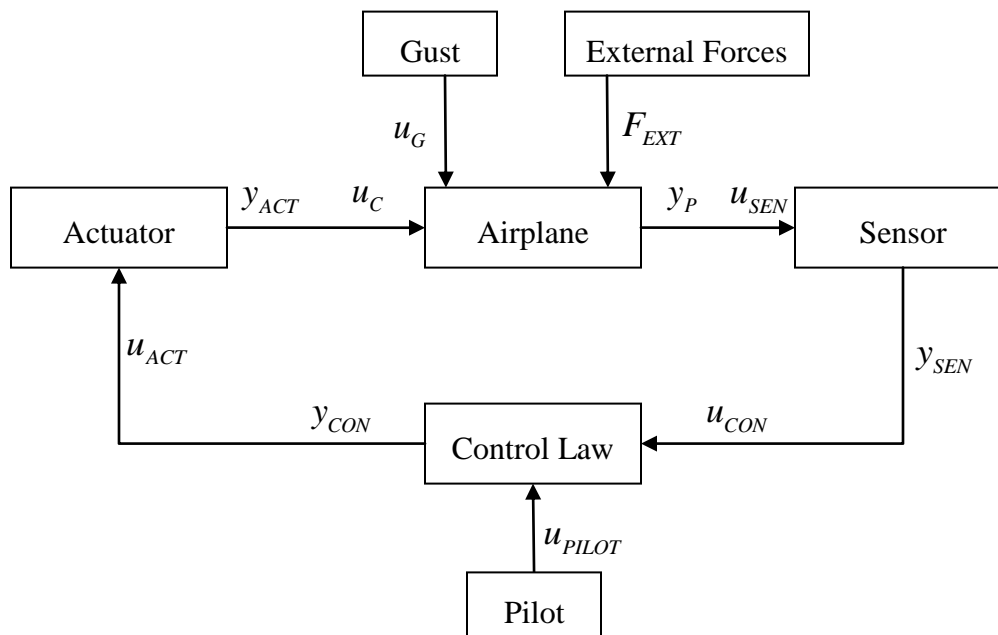 Gust
External Forces
u_G
F_EXT
y_ACT
u_C
y_P
u_SEN
Actuator
Airplane
Sensor
u_ACT
y_SEN
y_CON
u_CON
Control Law
u_PILOT
Pilot